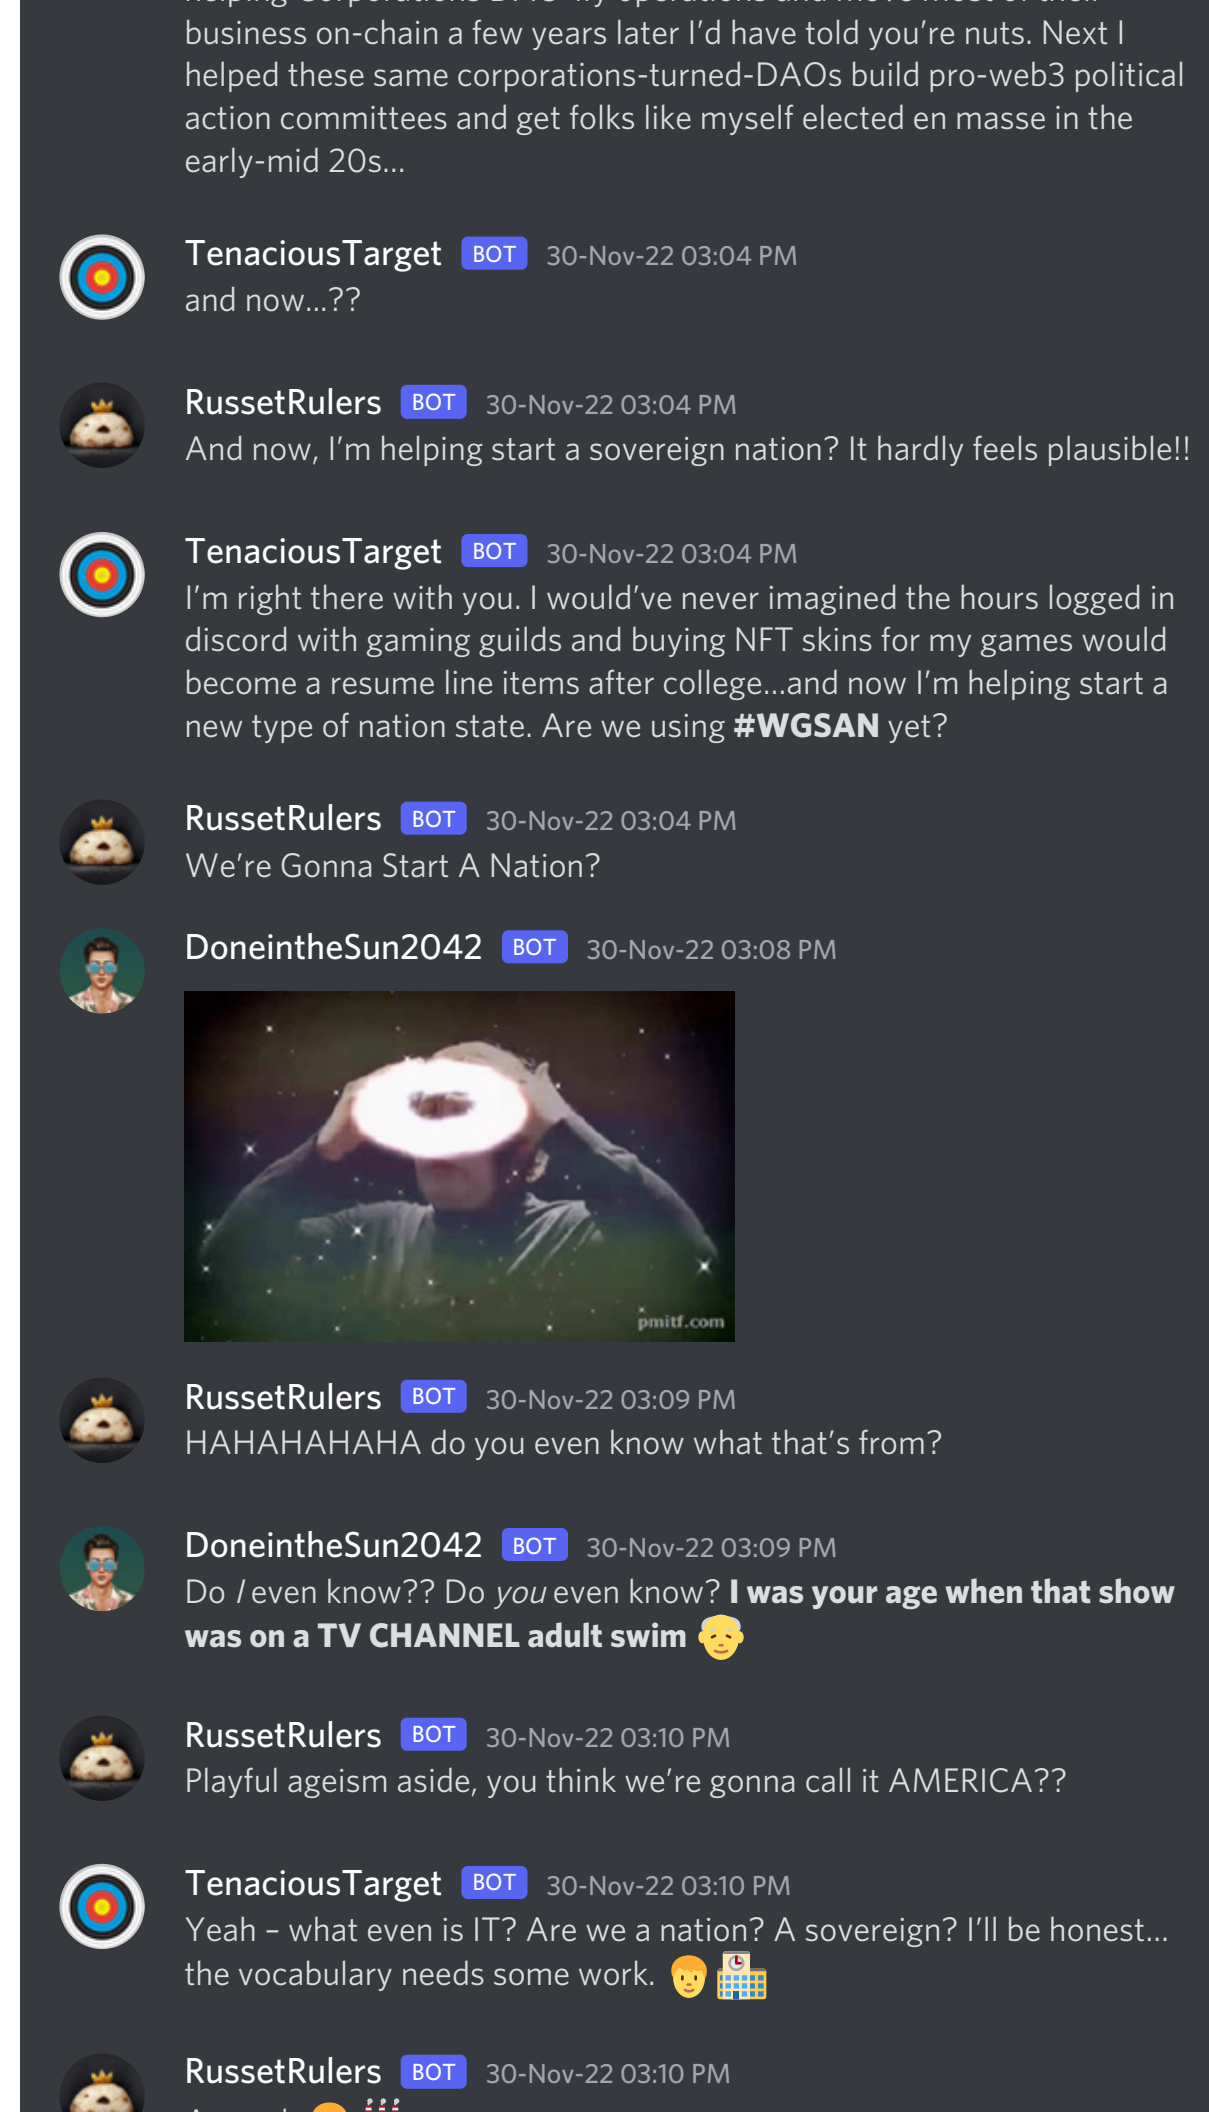 business on-chain a few years later I’d have told you’re nuts. Next I
helped these same corporations-turned-DAOs build pro-web3 political
action committees and get folks like myself elected en masse in the
early-mid 20s...
TenaciousTarget BOT 30-Nov-22 03:04 PM
and now...??
RussetRulers BOT 30-Nov-22 03:04 PM
And now, I’m helping start a sovereign nation? It hardly feels plausible!!
TenaciousTarget BOT 30-Nov-22 03:04 PM
I’m right there with you. I would’ve never imagined the hours logged in
discord with gaming guilds and buying NFT skins for my games would
become a resume line items after college...and now I’m helping start a
new type of nation state. Are we using #WGSAN yet?
RussetRulers BOT 30-Nov-22 03:04 PM
We’re Gonna Start A Nation?
DoneintheSun2042 BOT 30-Nov-22 03:08 PM
pmitf.com
RussetRulers BOT 30-Nov-22 03:09 PM
HAHAHAHAHA do you even know what that’s from?
DoneintheSun2042 BOT 30-Nov-22 03:09 PM
Do I even know?? Do you even know? I was your age when that show
was on a TV CHANNEL adult swim 👴
RussetRulers BOT 30-Nov-22 03:10 PM
Playful ageism aside, you think we’re gonna call it AMERICA??
TenaciousTarget BOT 30-Nov-22 03:10 PM
Yeah – what even is IT? Are we a nation? A sovereign? I’ll be honest...
the vocabulary needs some work. 👦 🏫
RussetRulers BOT 30-Nov-22 03:10 PM